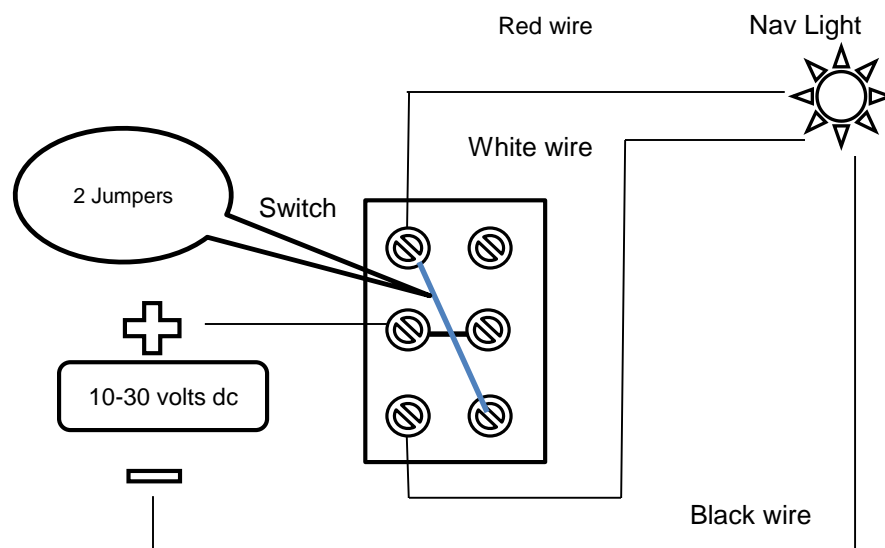 Red wire
Nav Light
White wire
2 Jumpers
Switch
10-30 volts dc
Black wire